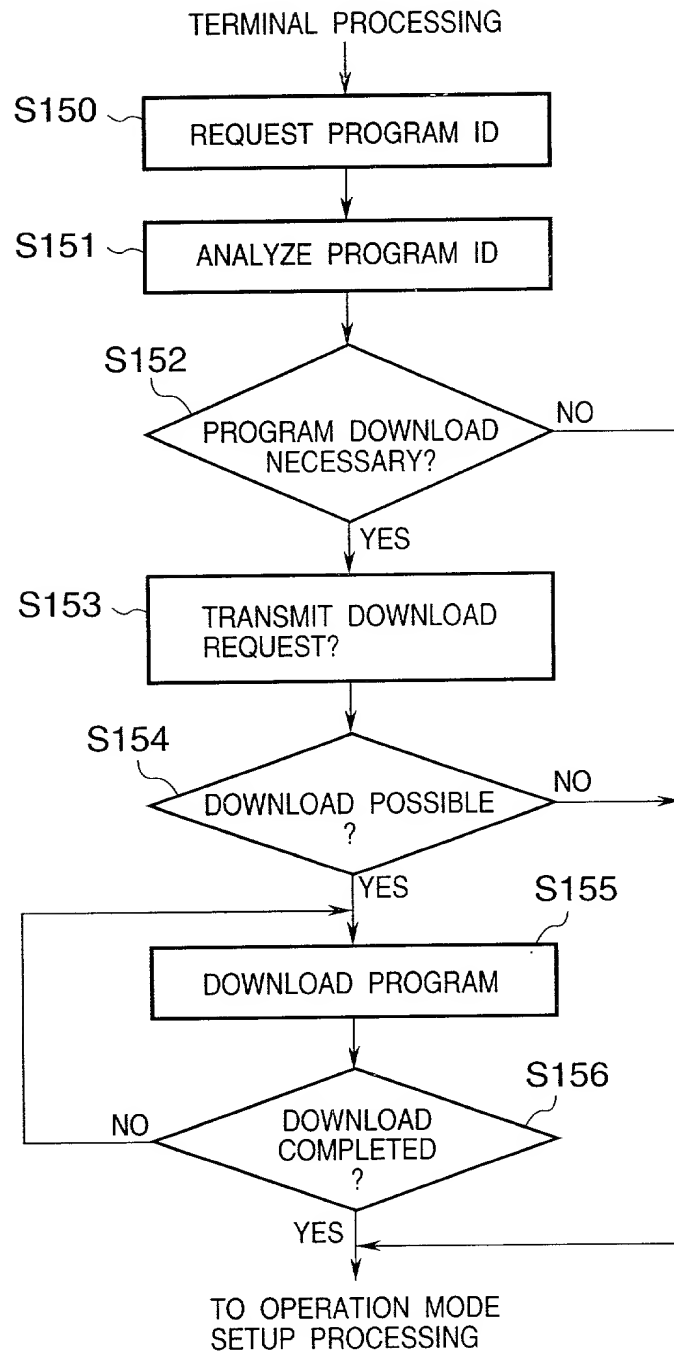 TERMINAL PROCESSING
S150
REQUEST PROGRAM ID
S151
ANALYZE PROGRAM ID
S152
PROGRAM DOWNLOAD
NECESSARY?
NO
YES
S153
TRANSMIT DOWNLOAD
REQUEST?
S154
DOWNLOAD POSSIBLE
?
NO
YES
S155
DOWNLOAD PROGRAM
S156
DOWNLOAD
COMPLETED
?
NO
YES
TO OPERATION MODE
SETUP PROCESSING